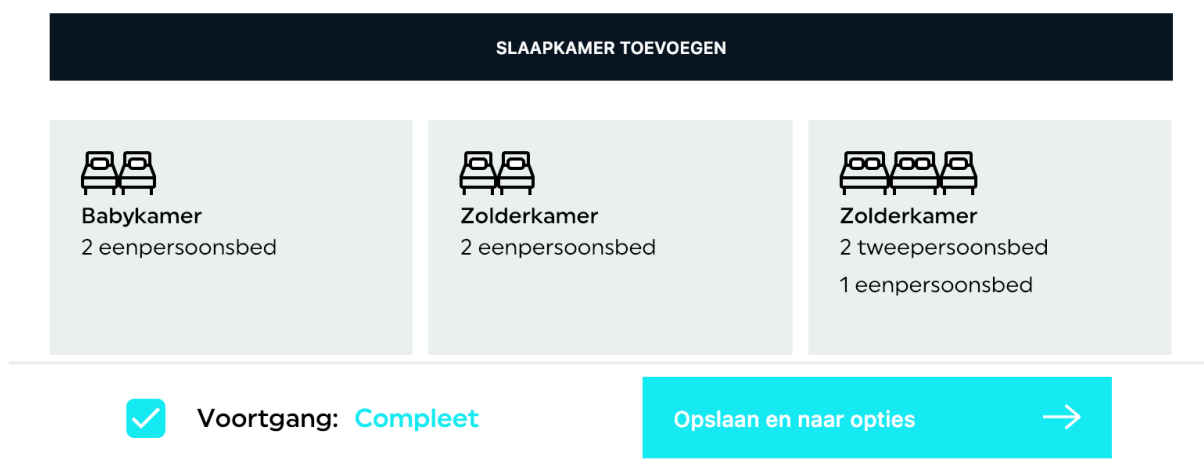 SLAAPKAMER TOEVOEGEN
Babykamer
2 eenpersoonsbed
Zolderkamer
2 eenpersoonsbed
Zolderkamer
2 tweepersoonsbed
1 eenpersoonsbed
Voortgang: Compleet
Opslaan en naar opties